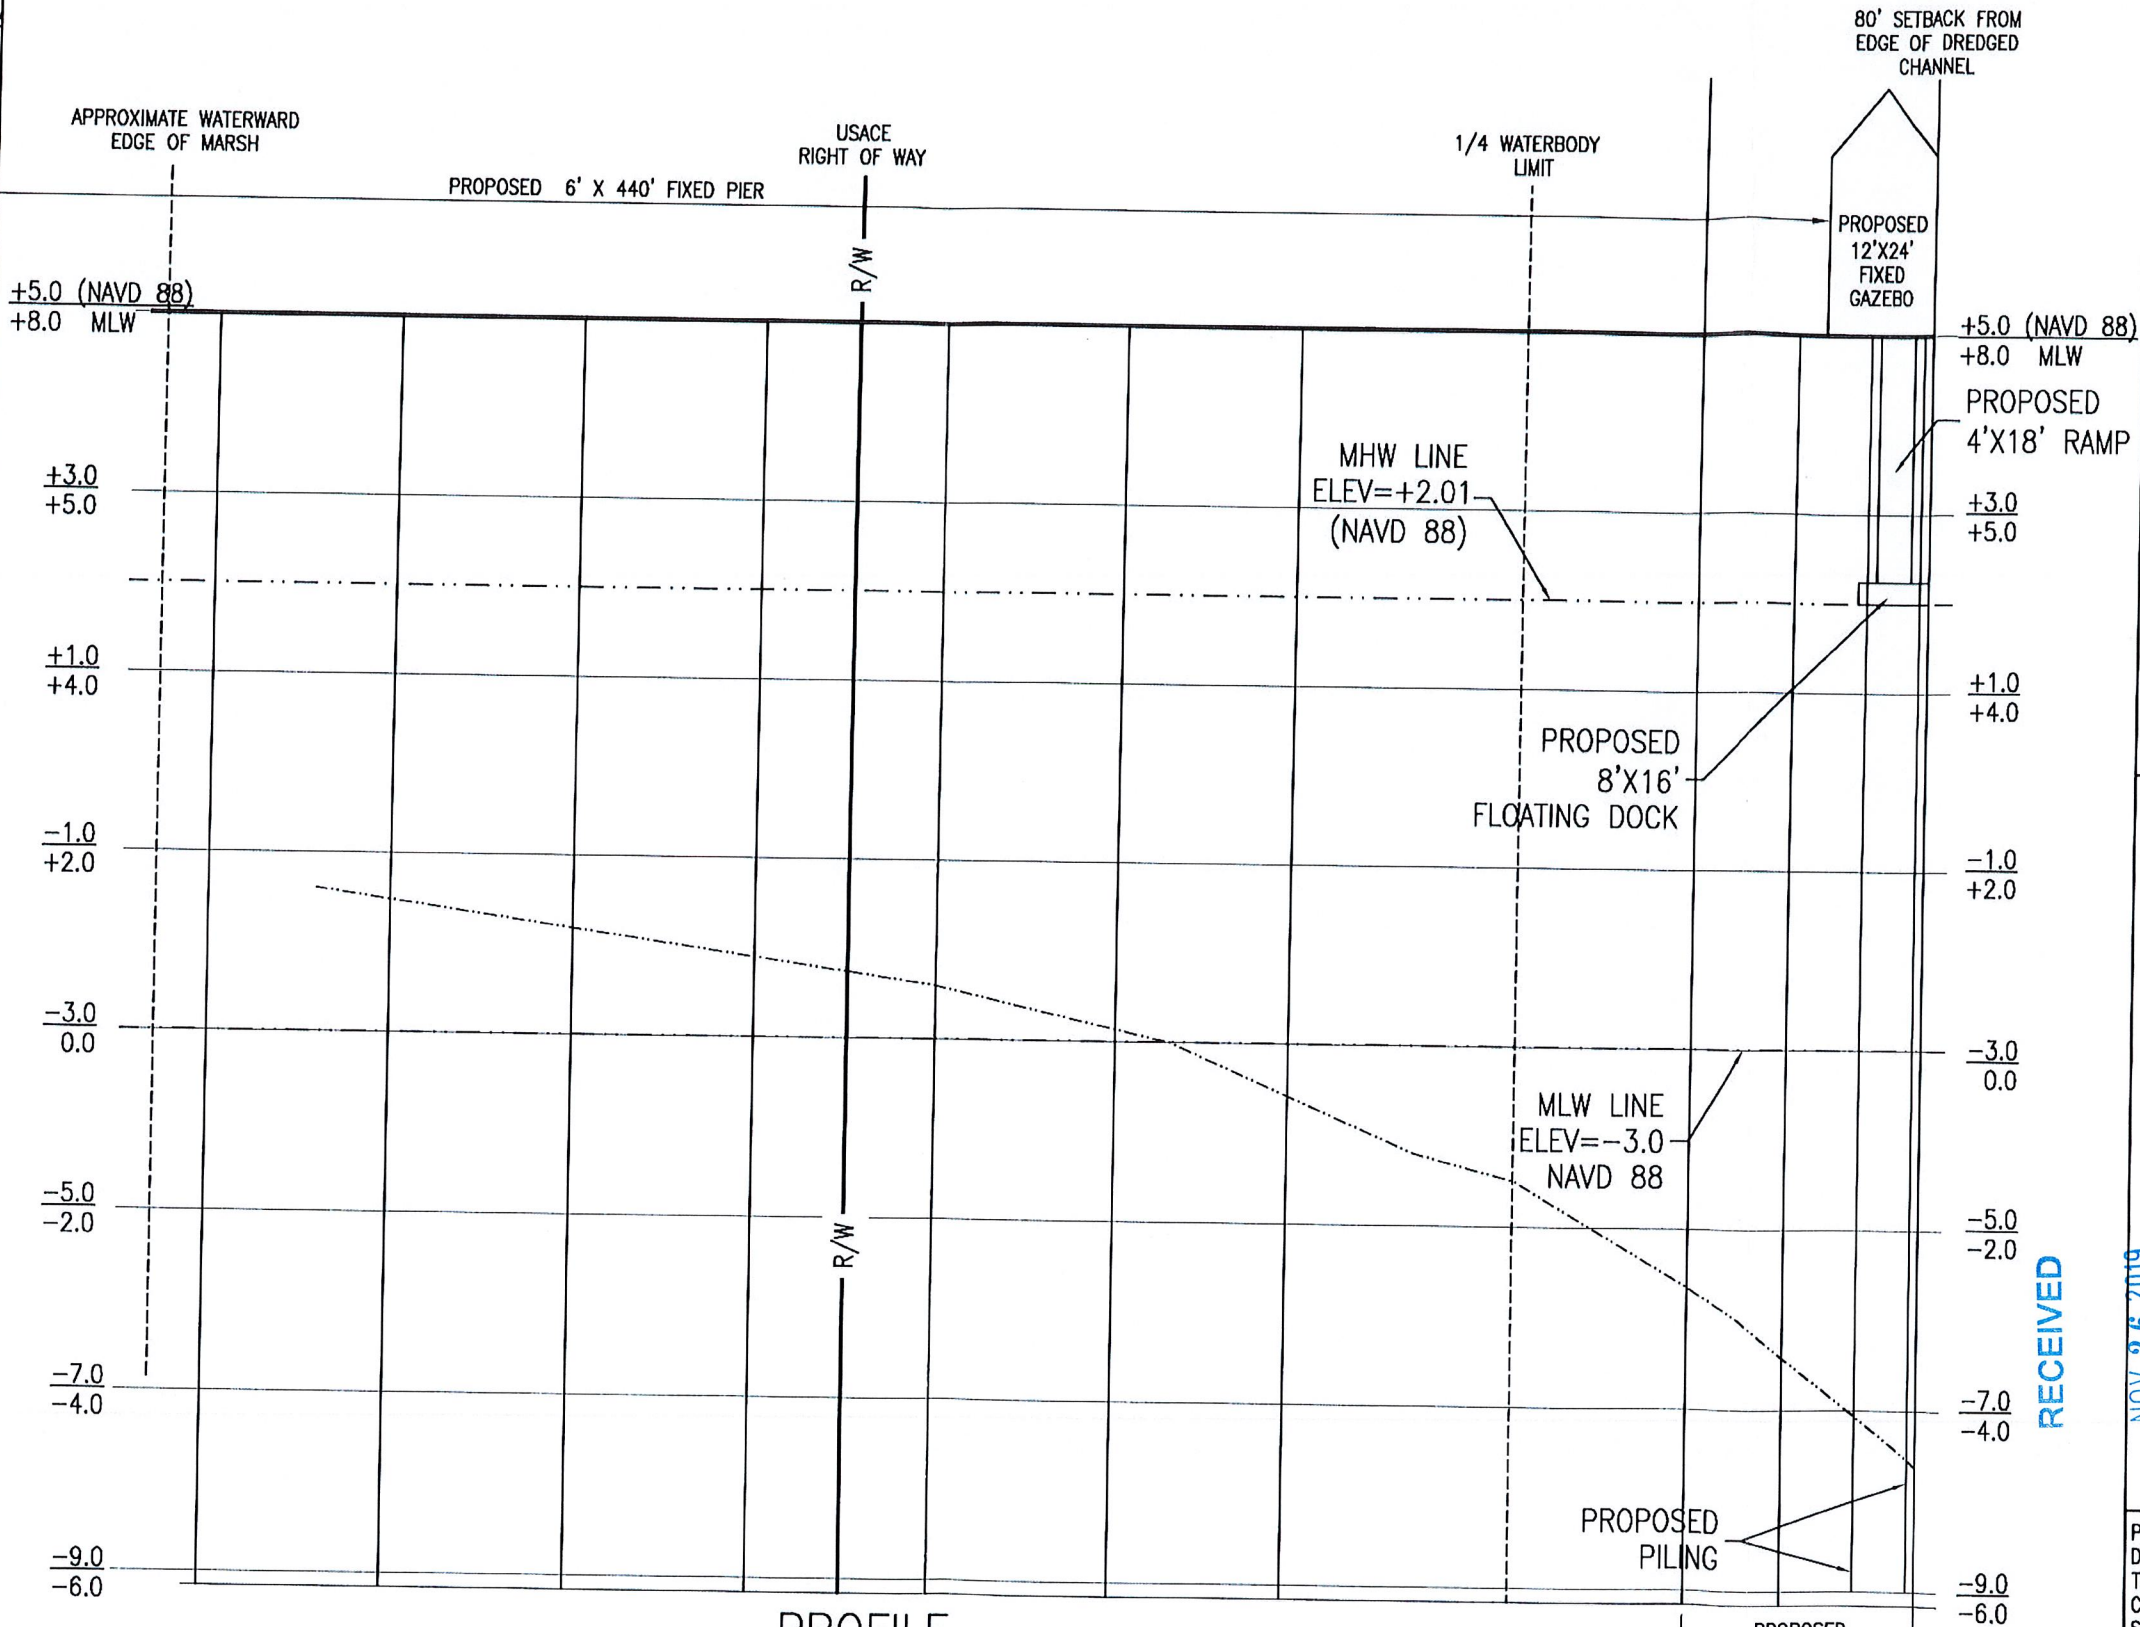 80' SETBACK FROM
EDGE OF DREDGED
CHANNEL
APPROXIMATE WATERWARD
EDGE OF MARSH
USACE
RIGHT OF WAY
1/4 WATERBODY
LIMIT
PROPOSED 6' X 440' FIXED PIER
PROPOSED
12'X24'
FIXED
GAZEBO
R/W
+5.0 (NAVD 88)
+8.0 MLW
+5.0 (NAVD 88)
+8.0 MLW
PROPOSED
4'X18' RAMP
MHW LINE
ELEV=+2.01
(NAVD 88)
+3.0
+5.0
+3.0
+5.0
+1.0
+4.0
+1.0
+4.0
PROPOSED
8'X16'
FLOATING DOCK
-1.0
+2.0
-1.0
+2.0
-3.0
0.0
-3.0
0.0
MLW LINE
ELEV=-3.0
NAVD 88
-5.0
-2.0
-5.0
-2.0
R/W
RECEIVED
NOV 26 2019
-7.0
-4.0
-7.0
-4.0
PROPOSED
PILING
-9.0
-6.0
-9.0
-6.0
PROFILE
PROPOSED